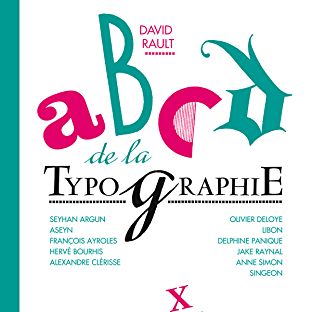 DAVID
RAULT
aBcd
de la
TYPOgRAPHIE
SEYHAN ARGUN
ASEYN
FRANÇOIS AYROLES
HERVÉ BOURHIS
ALEXANDRE CLÉRISSE
OLIVIER DELOYE
LIBON
DELPHINE PANIQUE
JAKE RAYNAL
ANNE SIMON
SINGEON
X